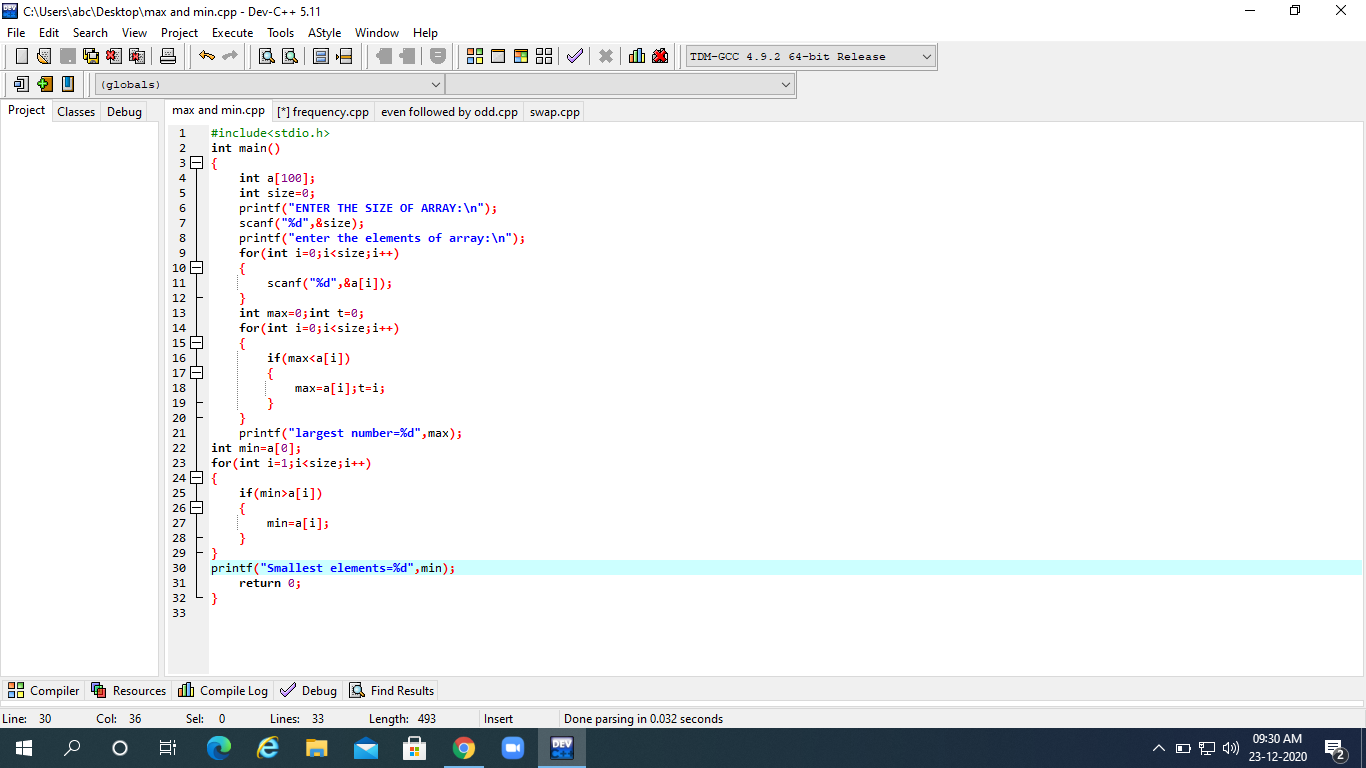 C:\Users\abc\Desktop\max and min.cpp - Dev-C++ 5.11
File Edit Search View Project Execute Tools AStyle Window Help
TDM-GCC 4.9.2 64-bit Release
(globals)
Project Classes Debug
max and min.cpp [*] frequency.cpp even followed by odd.cpp swap.cpp
1 #include<stdio.h>
2 int main()
3 {
4 int a[100];
5 int size=0;
6 printf("ENTER THE SIZE OF ARRAY:\n");
7 scanf("%d",&size);
8 printf("enter the elements of array:\n");
9 for(int i=0;i<size;i++)
10 {
11 scanf("%d",&a[i]);
12 }
13 int max=0;int t=0;
14 for(int i=0;i<size;i++)
15 {
16 if(max<a[i])
17 {
18 max=a[i];t=i;
19 }
20 }
21 printf("largest number=%d",max);
22 int min=a[0];
23 for(int i=1;i<size;i++)
24 {
25 if(min>a[i])
26 {
27 min=a[i];
28 }
29 }
30 printf("Smallest elements=%d",min);
31 return 0;
32 }
33
Compiler Resources Compile Log Debug Find Results
Line: 30 Col: 36 Sel: 0 Lines: 33 Length: 493 Insert Done parsing in 0.032 seconds
DEV
09:30 AM
23-12-2020
2